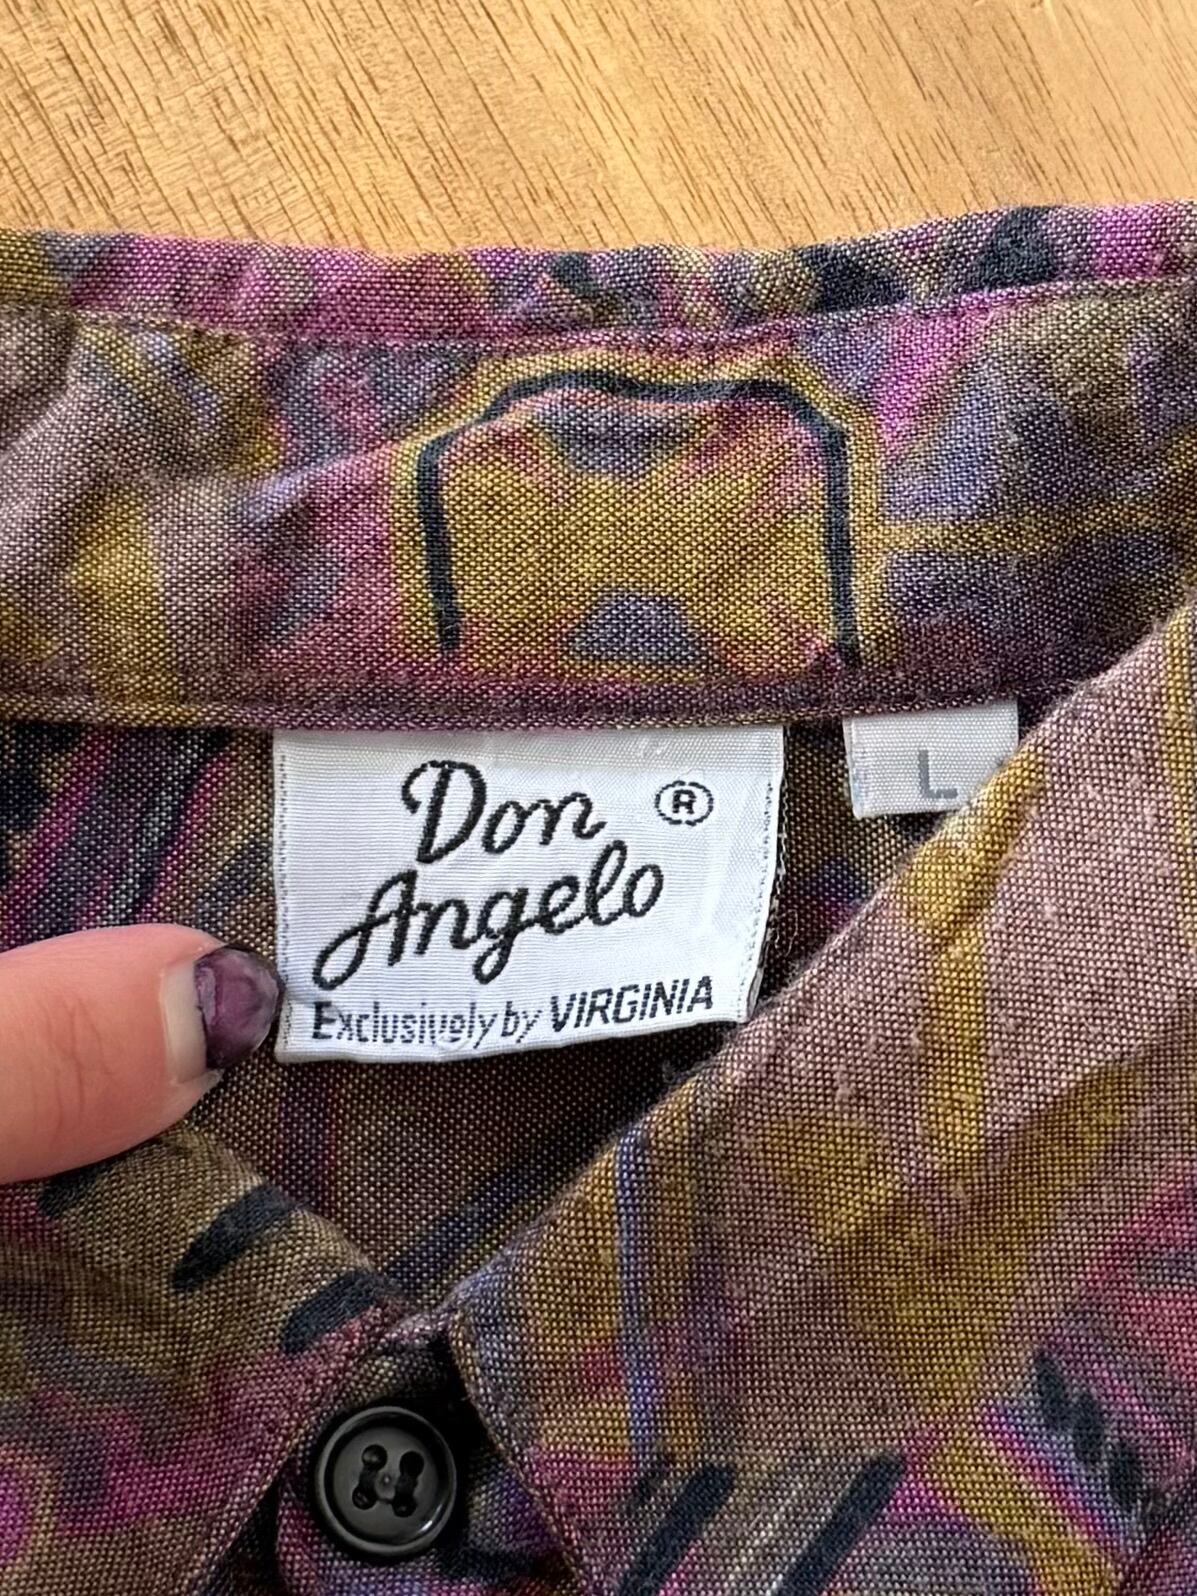 Don ®
Angelo
Exclusively by VIRGINIA
L